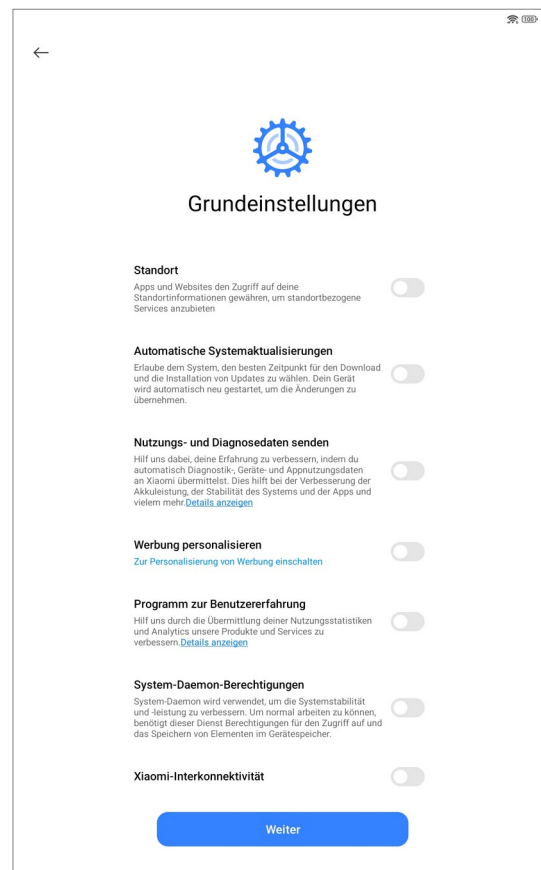 100
Grundeinstellungen
Standort
Apps und Websites den Zugriff auf deine
Standortinformationen gewähren, um standortbezogene
Services anzubieten
Automatische Systemaktualisierungen
Erlaube dem System, den besten Zeitpunkt für den Download
und die Installation von Updates zu wählen. Dein Gerät
wird automatisch neu gestartet, um die Änderungen zu
übernehmen.
Nutzungs- und Diagnosedaten senden
Hilf uns dabei, deine Erfahrung zu verbessern, indem du
automatisch Diagnostik-, Geräte- und Appnutzungsdaten
an Xiaomi übermittelst. Dies hilft bei der Verbesserung der
Akkuleistung, der Stabilität des Systems und der Apps und
vielem mehr.Details anzeigen
Werbung personalisieren
Zur Personalisierung von Werbung einschalten
Programm zur Benutzererfahrung
Hilf uns durch die Übermittlung deiner Nutzungsstatistiken
und Analytics unsere Produkte und Services zu
verbessern.Details anzeigen
System-Daemon-Berechtigungen
System-Daemon wird verwendet, um die Systemstabilität
und -leistung zu verbessern. Um normal arbeiten zu können,
benötigt dieser Dienst Berechtigungen für den Zugriff auf und
das Speichern von Elementen im Gerätespeicher.
Xiaomi-Interkonnektivität
Weiter